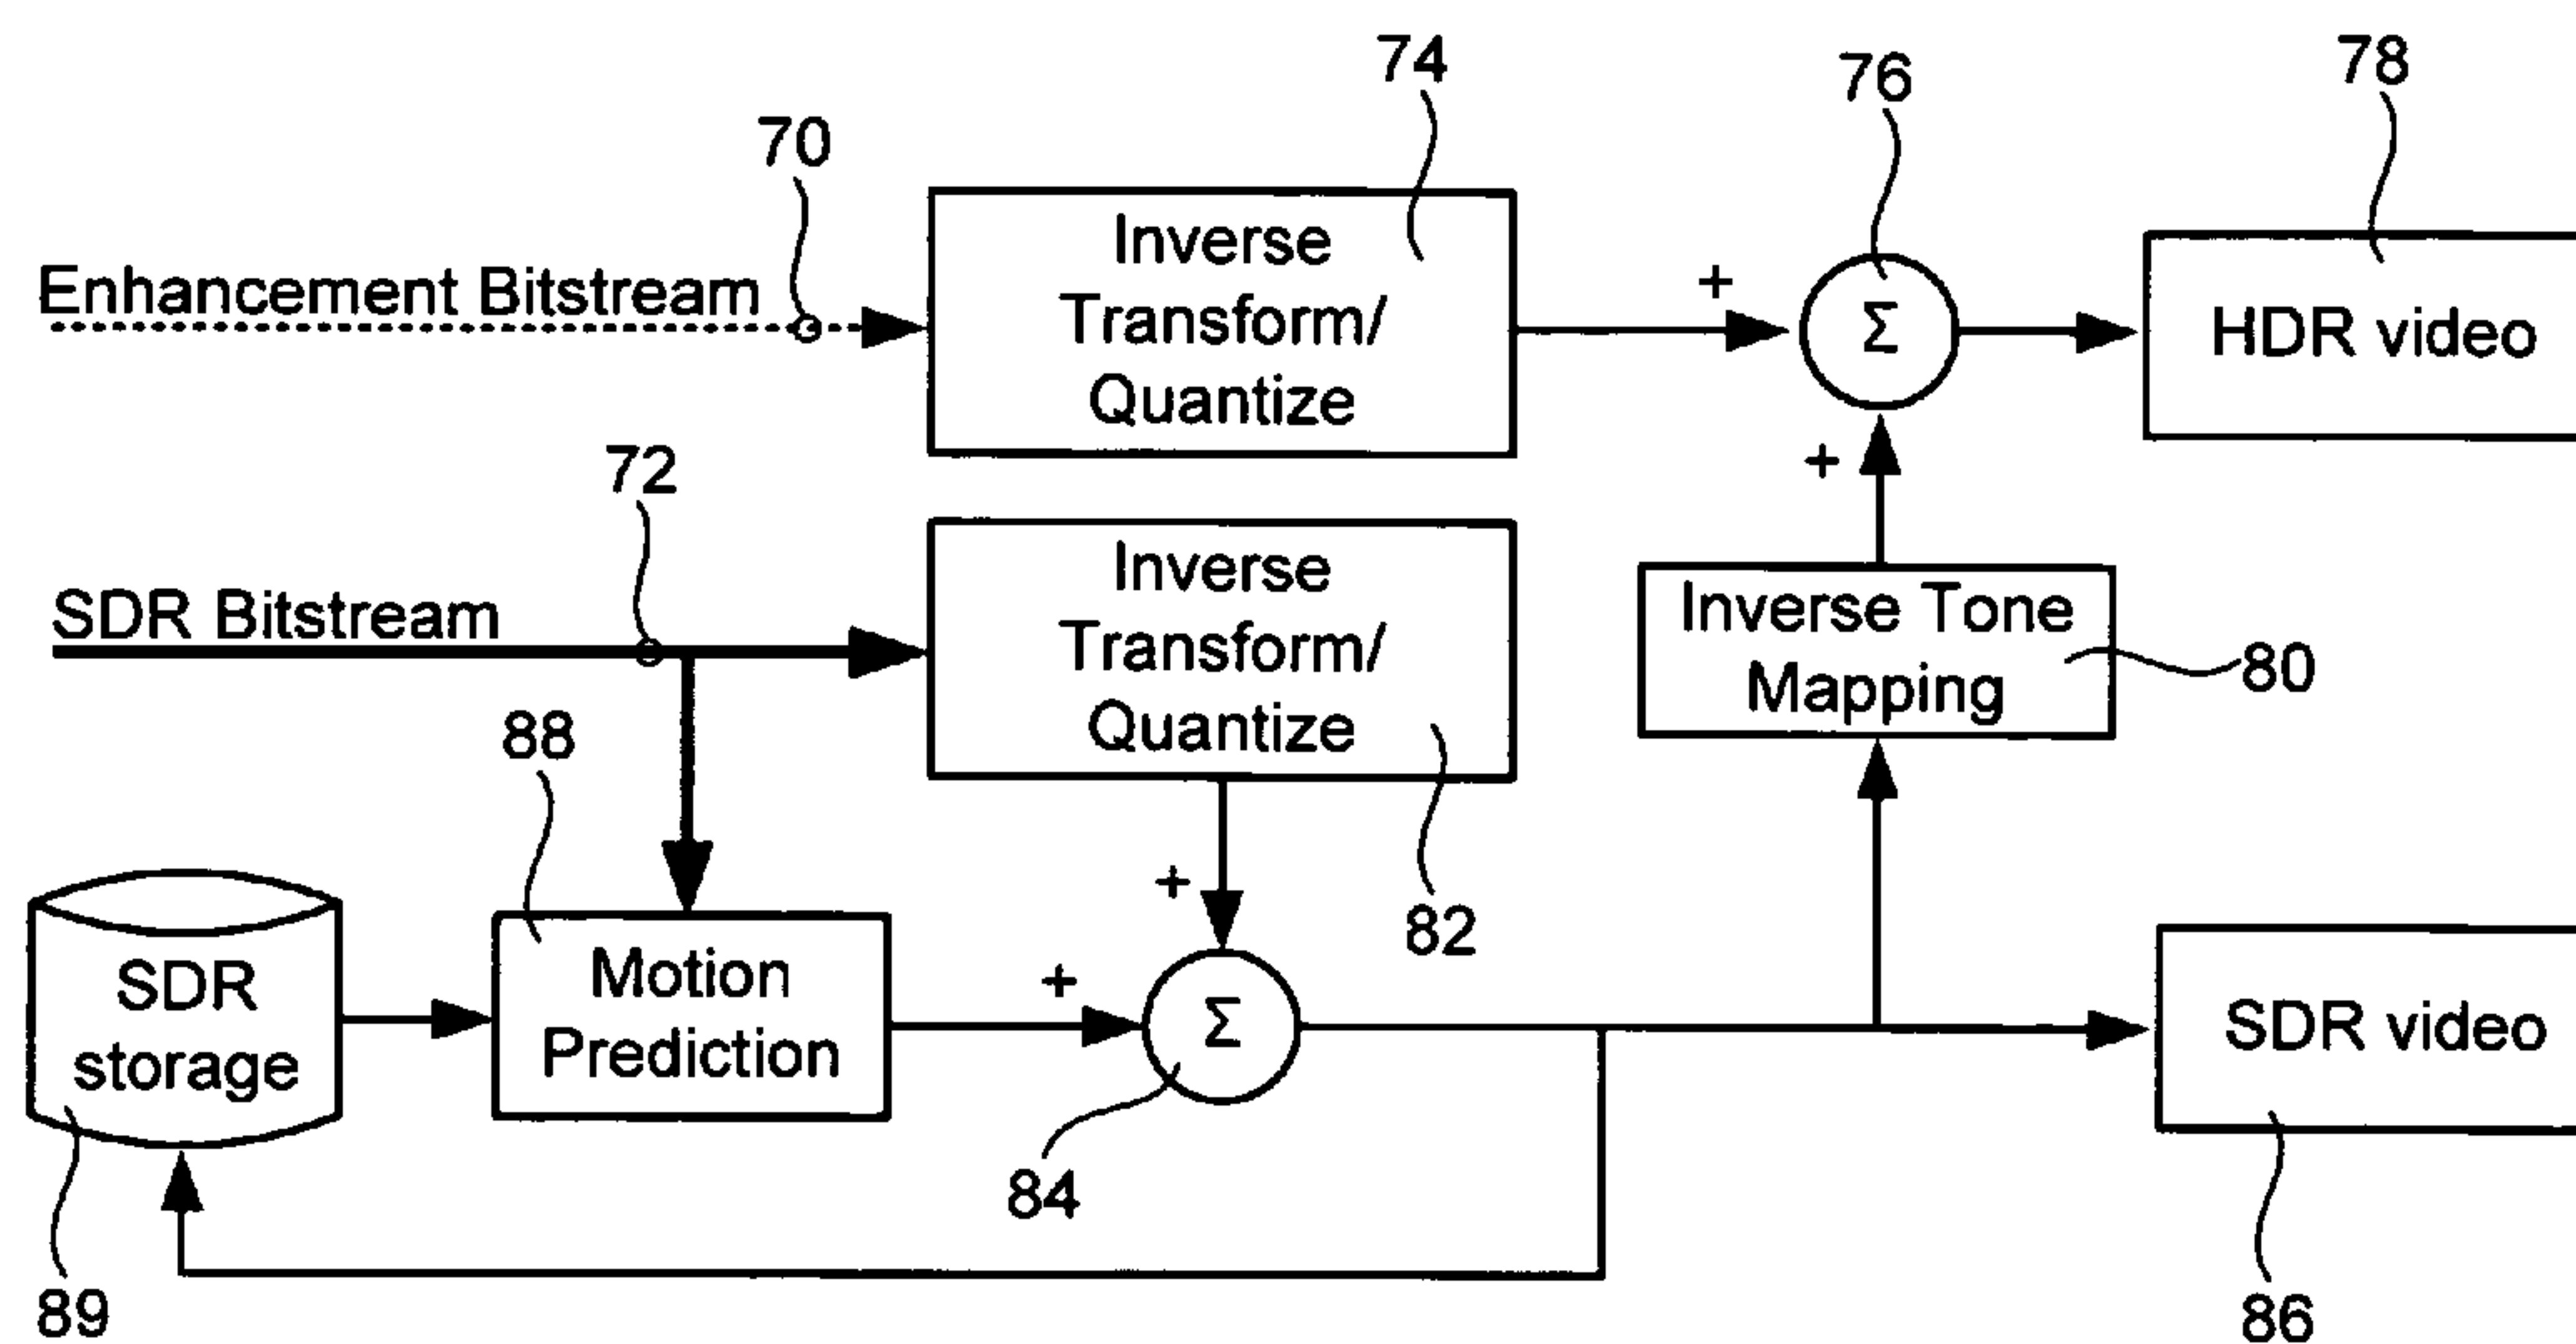 74
76
78
70
Enhancement Bitstream
Inverse
Transform/
Quantize
+
Σ
HDR video
72
+
SDR Bitstream
Inverse
Transform/
Quantize
Inverse Tone
Mapping
80
88
82
+
SDR
storage
Motion
Prediction
+
Σ
SDR video
84
89
86